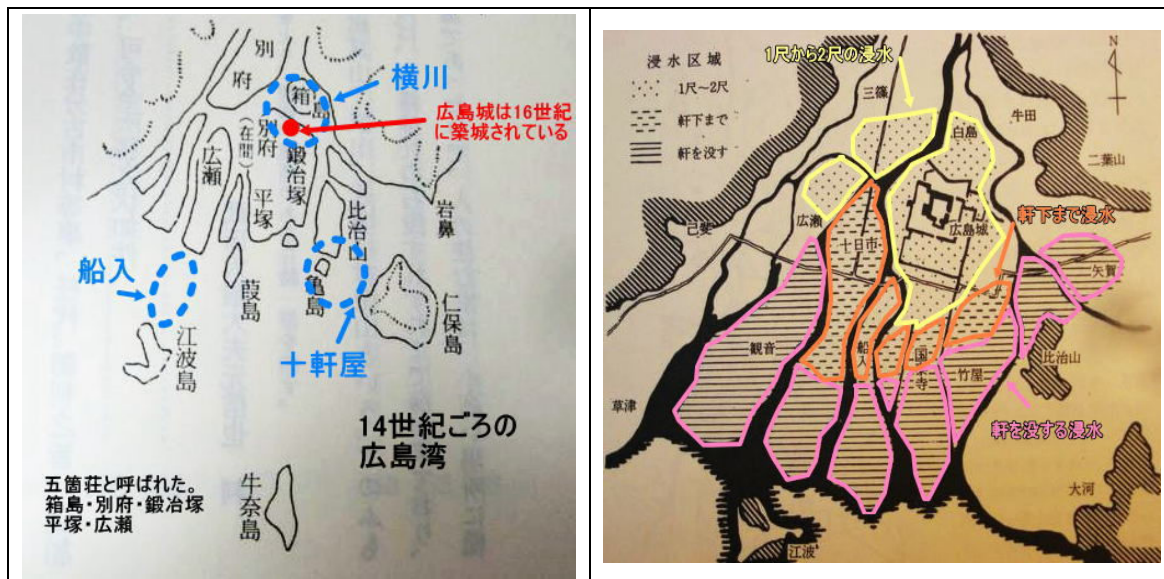 別府
箱島
横川
広島城は16世紀
に築城されている
別府
(在間)
広瀬
鍛冶塚
平塚
比治山
岩鼻
船入
葭島
亀島
仁保島
江波島
十軒屋
14世紀ごろの
広島湾
五箇荘と呼ばれた。
箱島・別府・鍛冶塚
平塚・広瀬
牛奈島
1尺から2尺の浸水
浸水区域
1尺～2尺
軒下まで
軒を没す
N
三篠
白島
牛田
二葉山
広瀬
己斐
十日市
広島城
軒下まで浸水
矢賀
観音
船入
国
寺
竹屋
比治山
草津
軒を没する浸水
大河
江波